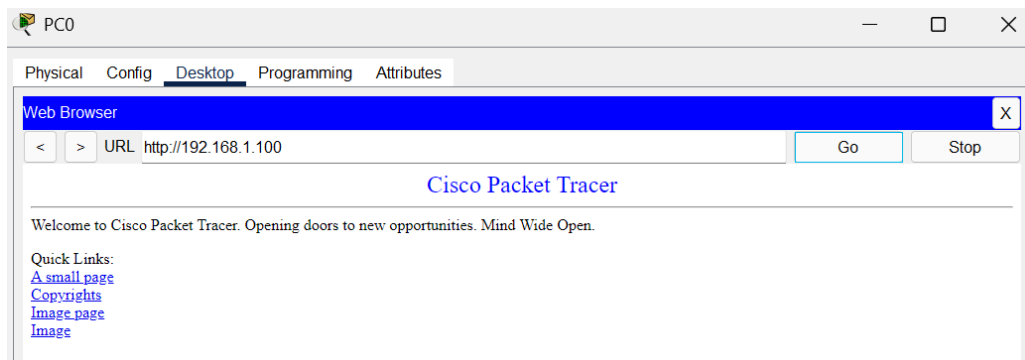 PC0
Physical Config Desktop Programming Attributes
Web Browser X
< > URL http://192.168.1.100 Go Stop
Cisco Packet Tracer
Welcome to Cisco Packet Tracer. Opening doors to new opportunities. Mind Wide Open.
Quick Links:
A small page
Copyrights
Image page
Image